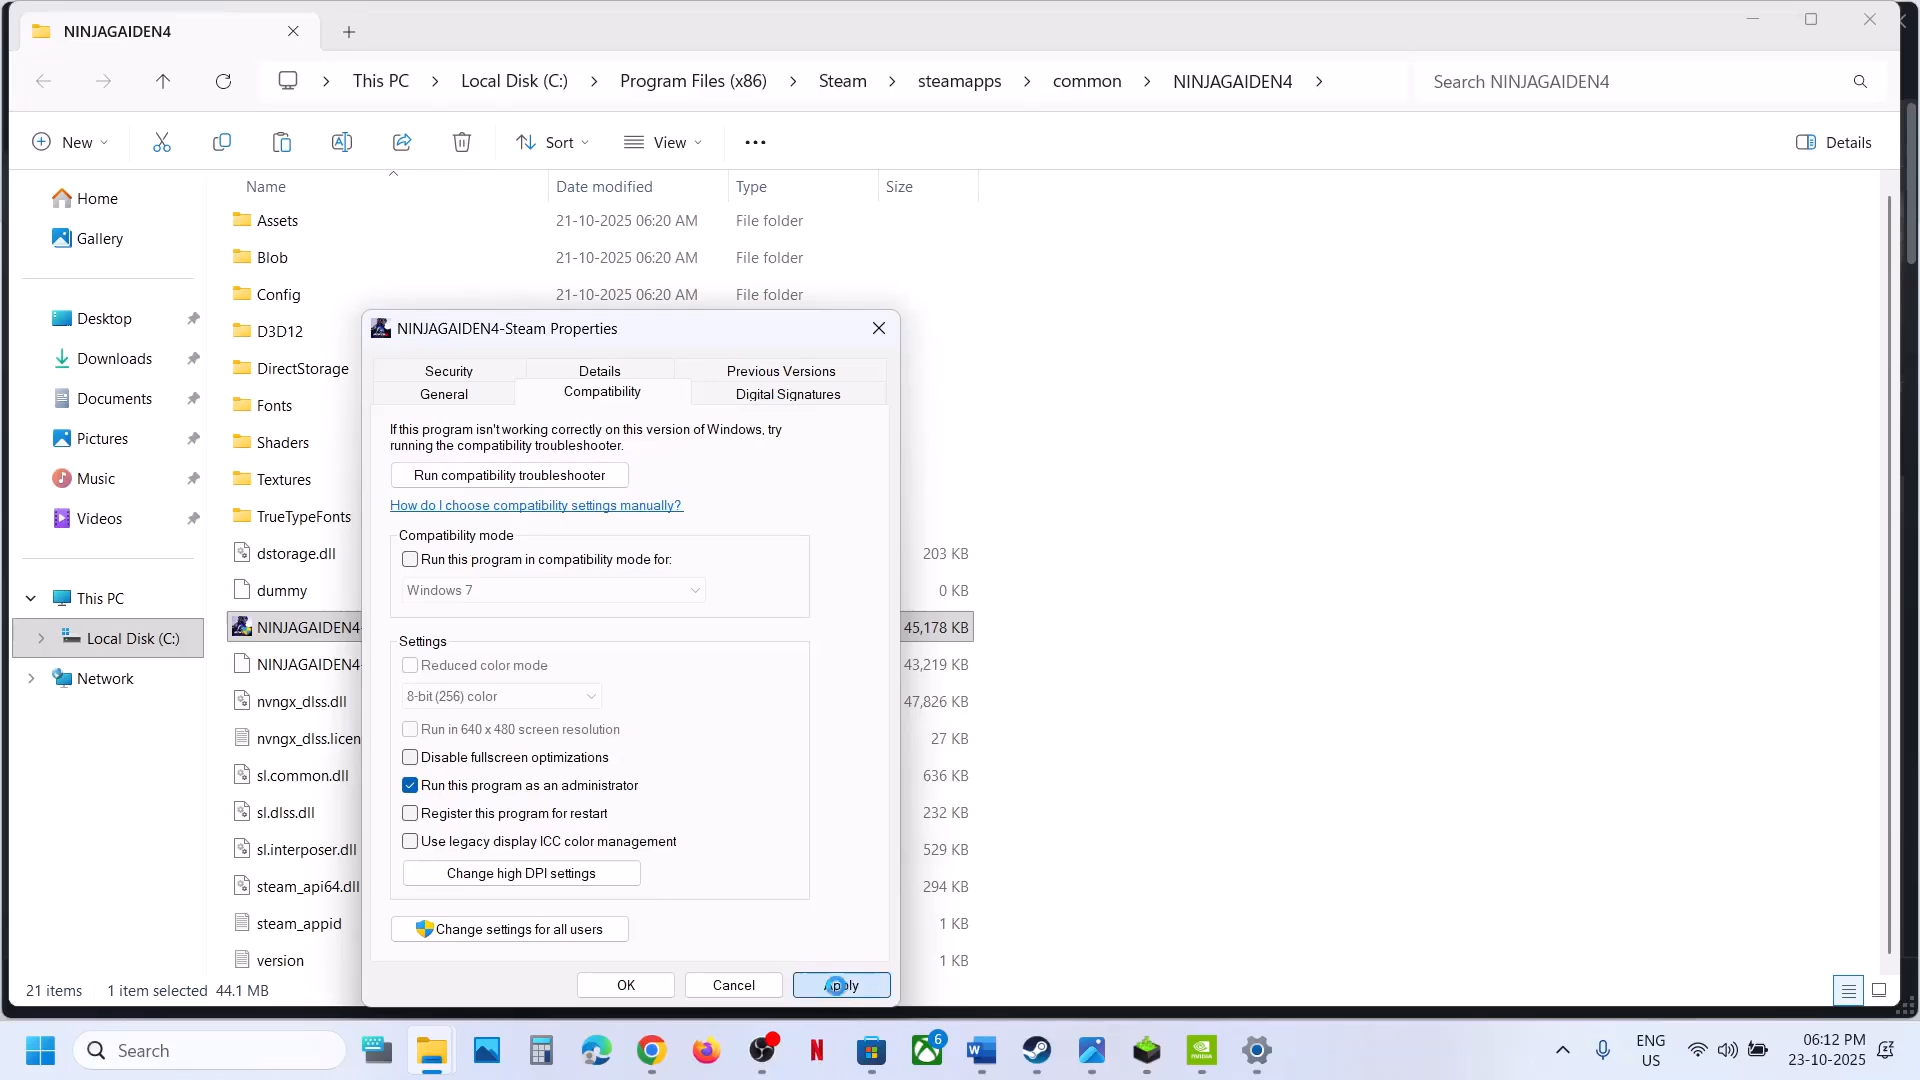 NINJAGAIDEN4
This PC > Local Disk (C:) > Program Files (x86) > Steam > steamapps > common > NINJAGAIDEN4 >
Search NINJAGAIDEN4
New
Sort
View
Details
Name
Date modified
Type
Size
Home
Gallery
Desktop
Downloads
Documents
Pictures
Music
Videos
This PC
Local Disk (C:)
Network
Assets 21-10-2025 06:20 AM File folder
Blob 21-10-2025 06:20 AM File folder
Config 21-10-2025 06:20 AM File folder
D3D12
DirectStorage
Fonts
Shaders
Textures
TrueTypeFonts
dstorage.dll 203 KB
dummy 0 KB
NINJAGAIDEN4 45,178 KB
NINJAGAIDEN4 43,219 KB
nvngx_dlss.dll 47,826 KB
nvngx_dlss.licen 27 KB
sl.common.dll 636 KB
sl.dlss.dll 232 KB
sl.interposer.dll 529 KB
steam_api64.dll 294 KB
steam_appid 1 KB
version 1 KB
NINJAGAIDEN4-Steam Properties
Security Details Previous Versions
General Compatibility Digital Signatures
If this program isn't working correctly on this version of Windows, try
running the compatibility troubleshooter.
Run compatibility troubleshooter
How do I choose compatibility settings manually?
Compatibility mode
Run this program in compatibility mode for:
Windows 7
Settings
Reduced color mode
8-bit (256) color
Run in 640 x 480 screen resolution
Disable fullscreen optimizations
Run this program as an administrator
Register this program for restart
Use legacy display ICC color management
Change high DPI settings
Change settings for all users
OK Cancel Apply
21 items 1 item selected 44.1 MB
Search
N
6
W
NVIDIA
ENG
US
06:12 PM
23-10-2025